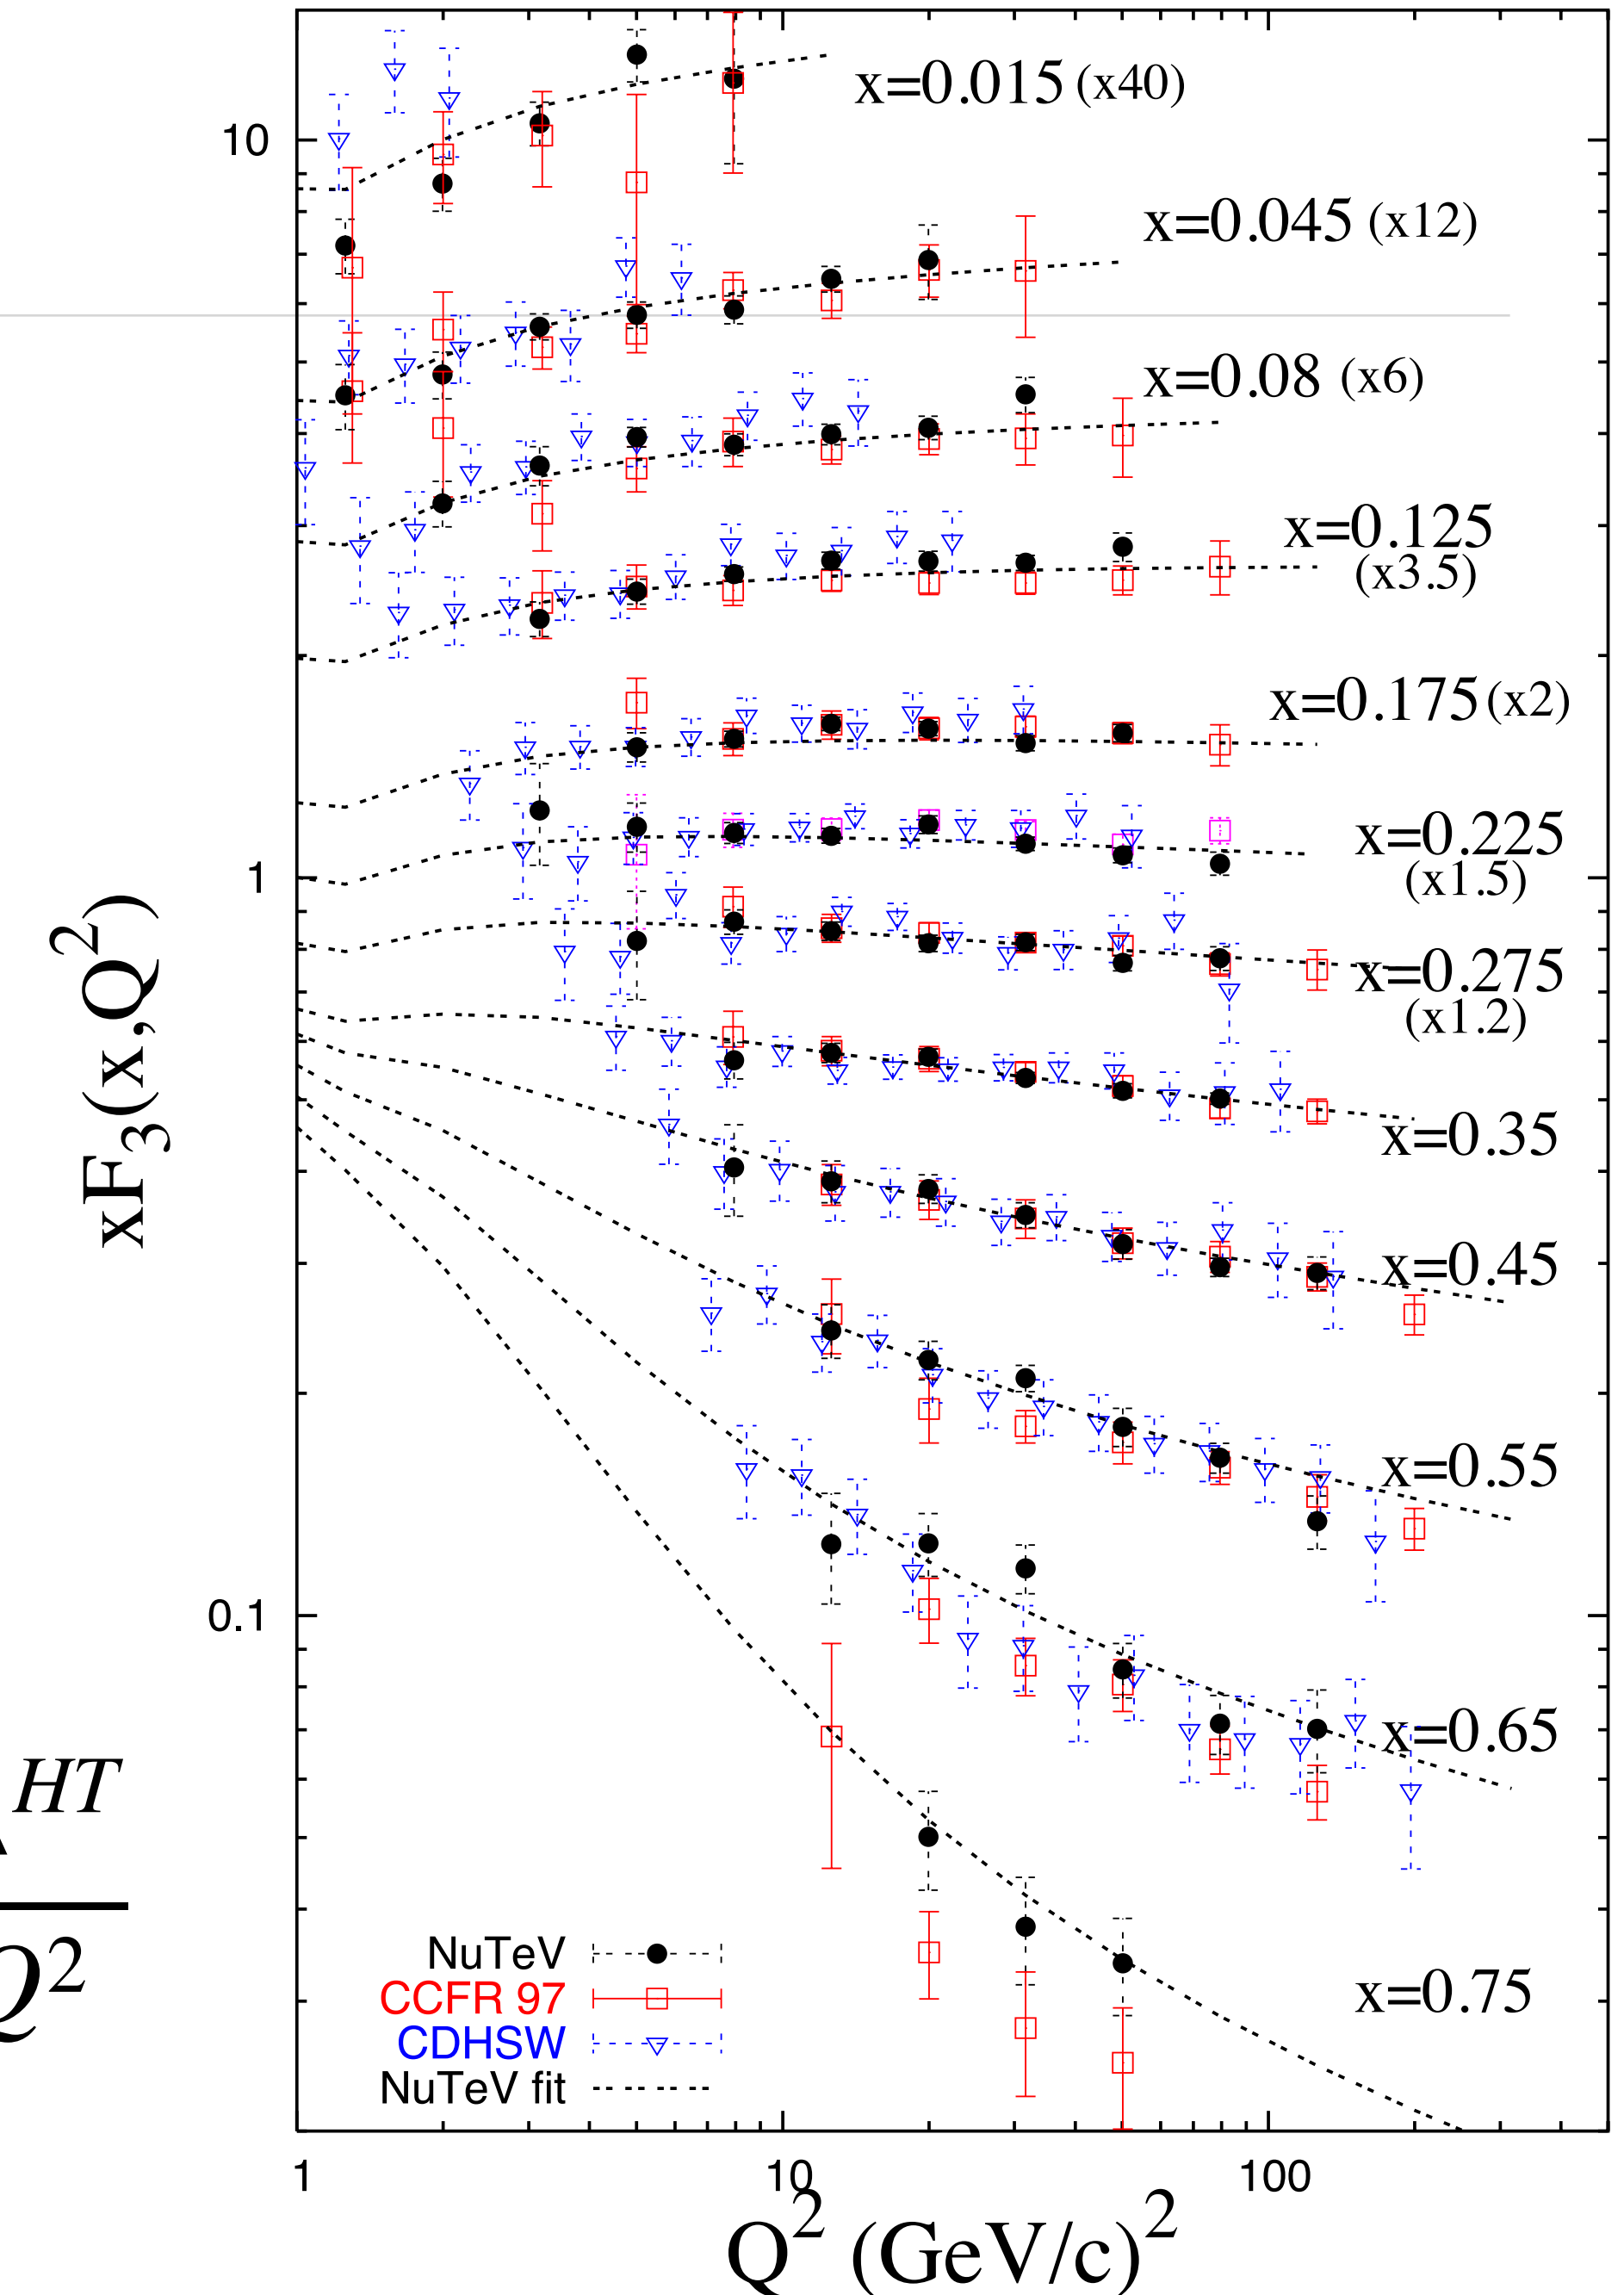 x=0.015 (x40)
10
x=0.045 (x12)
x=0.08 (x6)
x=0.125
(x3.5)
x=0.175 (x2)
x=0.225
(x1.5)
1
xF₃(x,Q²)
x=0.275
(x1.2)
x=0.35
x=0.45
x=0.55
0.1
x=0.65
HT
Q²
x=0.75
NuTeV
CCFR 97
CDHSW
NuTeV fit
1 10 100
Q² (GeV/c)²